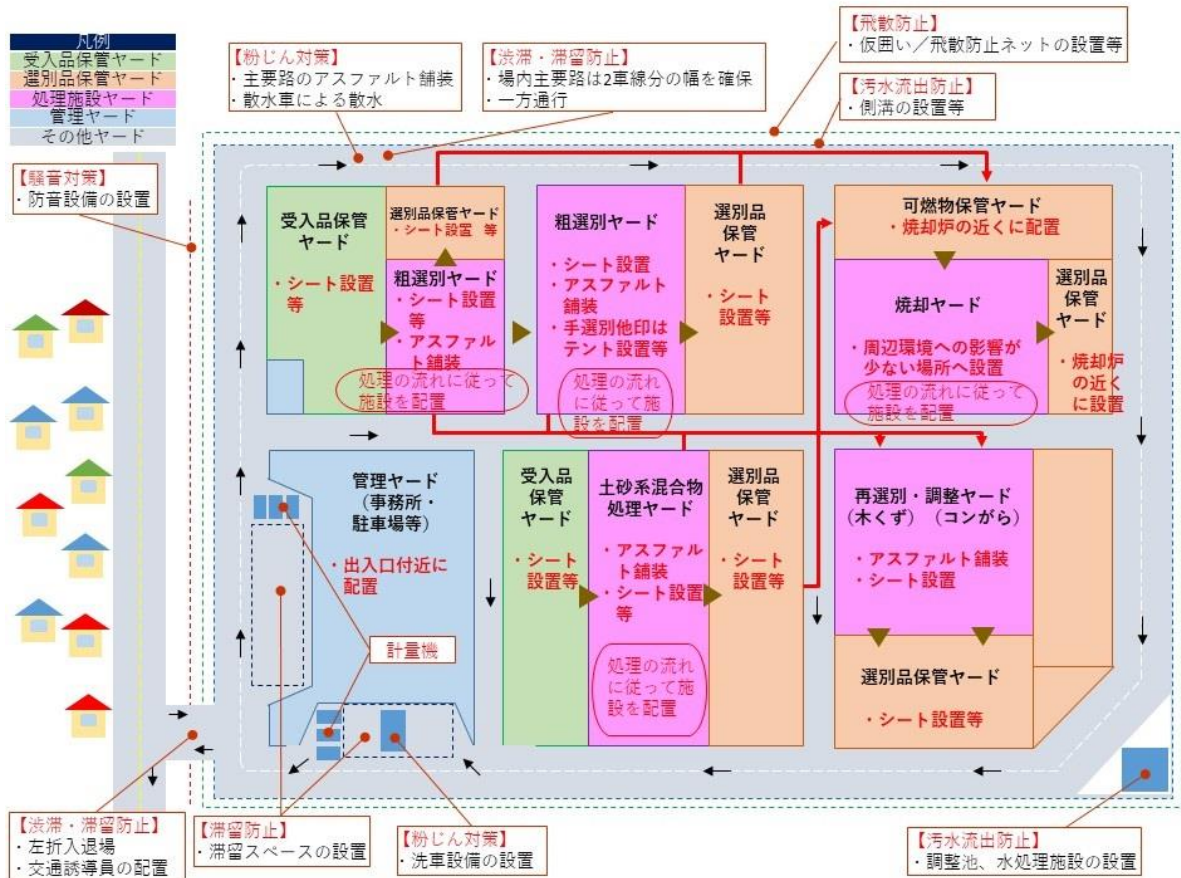 凡例
受入品保管ヤード
選別品保管ヤード
処理施設ヤード
管理ヤード
その他ヤード
【粉じん対策】
・主要路のアスファルト舗装
・散水車による散水
【渋滞・滞留防止】
・場内主要路は2車線分の幅を確保
・一方通行
【飛散防止】
・仮囲い／飛散防止ネットの設置等
【汚水流出防止】
・側溝の設置等
【騒音対策】
・防音設備の設置
受入品保管
ヤード
・シート設置
等
選別品保管ヤード
・シート設置 等
粗選別ヤード
・シート設置
等
・アスファル
ト舗装
処理の流れに従って
施設を配置
粗選別ヤード
・シート設置
・アスファルト
舗装
・手選別他印は
テント設置等
処理の流れ
に従って施
設を配置
選別品
保管
ヤード
・シート
設置等
可燃物保管ヤード
・焼却炉の近くに配置
焼却ヤード
・周辺環境への影響が
少ない場所へ設置
処理の流れに従って
施設を配置
選別品
保管
ヤード
・焼却炉
の近く
に設置
管理ヤード
（事務所・
駐車場等）
・出入口付近に
配置
計量機
受入品
保管
ヤード
・シート
設置等
土砂系混合物
処理ヤード
・アスファル
ト舗装
・シート設置
等
処理の流れ
に従って施
設を配置
選別品
保管
ヤード
・シート
設置等
再選別・調整ヤード
（木くず）（コンがら）
・アスファルト舗装
・シート設置
選別品保管ヤード
・シート設置等
【渋滞・滞留防止】
・左折入退場
・交通誘導員の配置
【滞留防止】
・滞留スペースの設置
【粉じん対策】
・洗車設備の設置
【汚水流出防止】
・調整池、水処理施設の設置